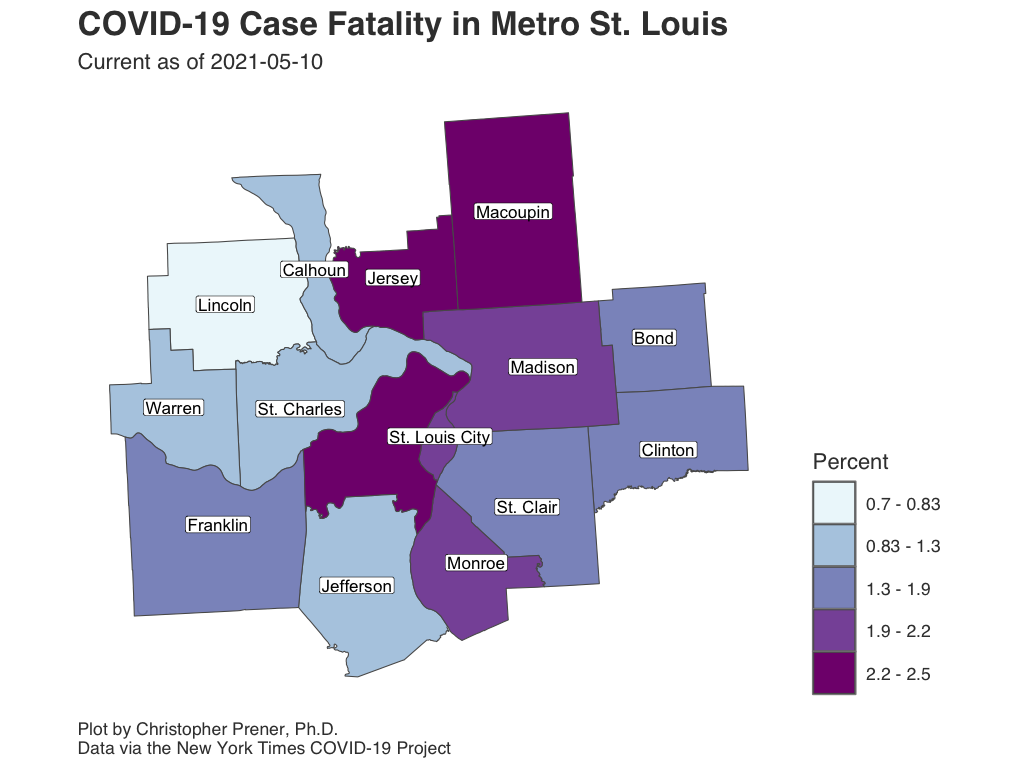 COVID-19 Case Fatality in Metro St. Louis
Current as of 2021-05-10
Macoupin
Calhoun
Jersey
Lincoln
Bond
Madison
Warren
St. Charles
St. Louis City
Clinton
Franklin
St. Clair
Monroe
Jefferson
Percent
0.7 - 0.83
0.83 - 1.3
1.3 - 1.9
1.9 - 2.2
2.2 - 2.5
Plot by Christopher Prener, Ph.D.
Data via the New York Times COVID-19 Project